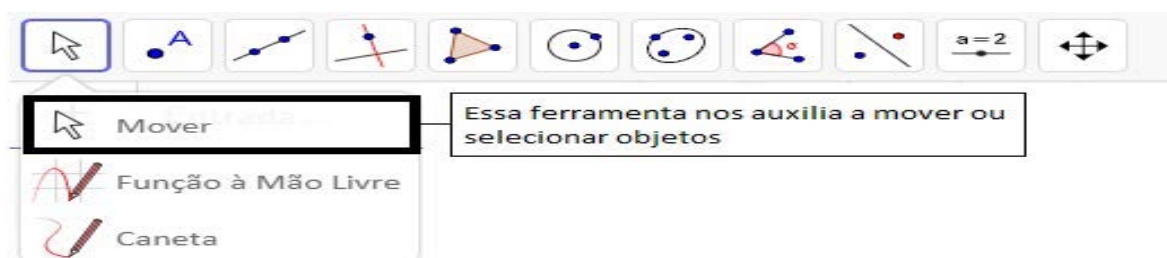 A
a = 2
Mover
Essa ferramenta nos auxilia a mover ou
selecionar objetos
Função à Mão Livre
Caneta